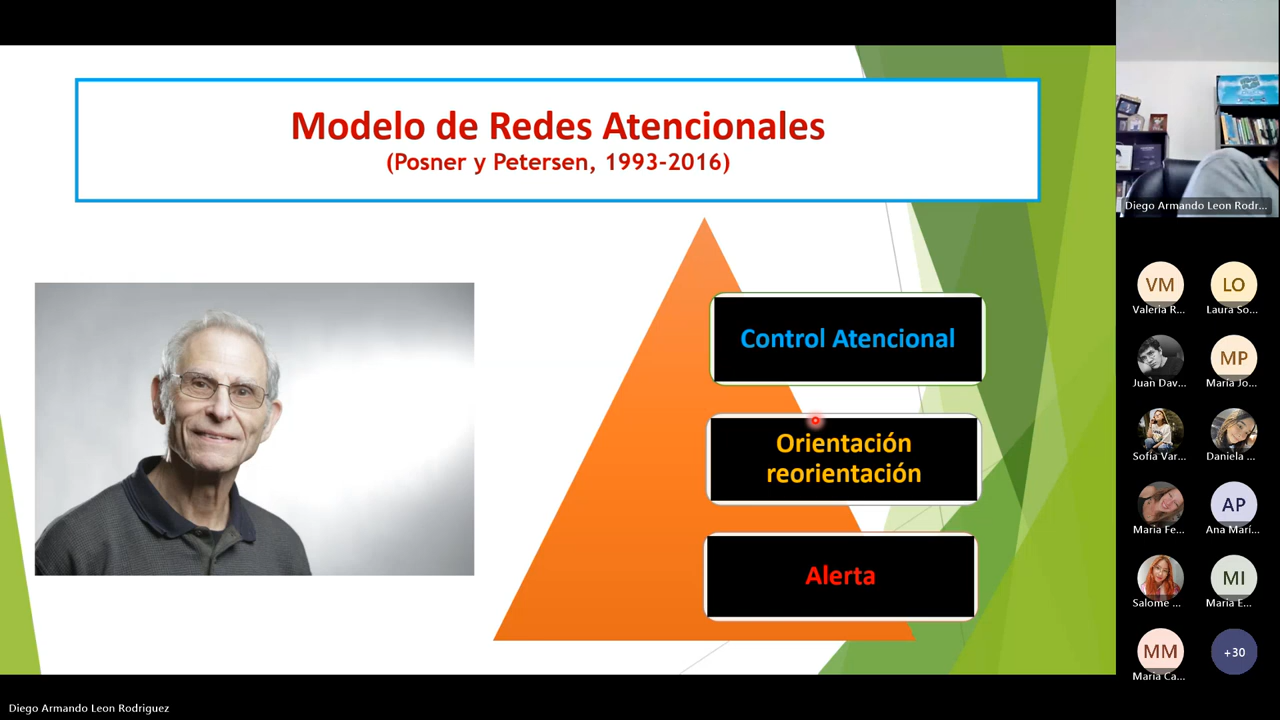 Modelo de Redes Atencionales
(Posner y Petersen, 1993-2016)
Control Atencional
Orientación
reorientación
Alerta
Diego Armando Leon Rodr...
VM
Valeria R...
LO
Laura So...
Juan Dav...
MP
Maria Jo...
Sofia Var...
Daniela ...
Maria Fe...
AP
Ana Marí...
Salome ...
MI
Maria E...
MM
Maria Ca...
+30
Diego Armando Leon Rodriguez